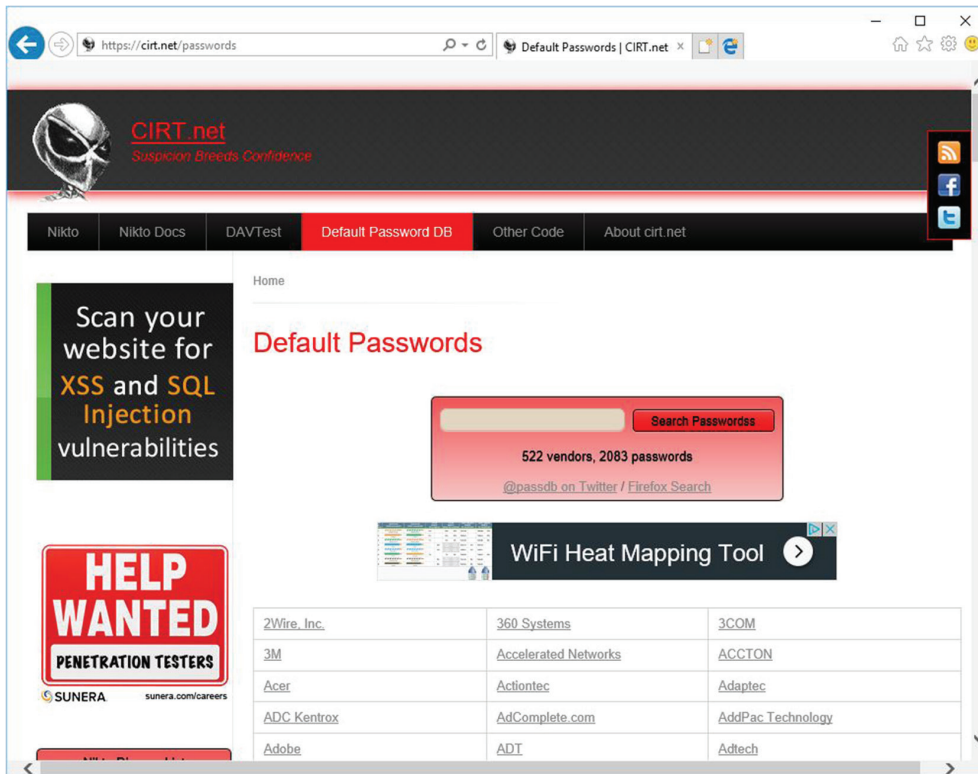 https://cirt.net/passwords
Default Passwords | CIRT.net
CIRT.net
Suspicion Breeds Confidence
Nikto
Nikto Docs
DAVTest
Default Password DB
Other Code
About cirt.net
Home
Scan your
website for
XSS and SQL
Injection
vulnerabilities
Default Passwords
Search Passwordss
522 vendors, 2083 passwords
@passdb on Twitter / Firefox Search
WiFi Heat Mapping Tool
HELP
WANTED
PENETRATION TESTERS
SUNERA
sunera.com/careers
2Wire, Inc.
360 Systems
3COM
3M
Accelerated Networks
ACCTON
Acer
Actiontec
Adaptec
ADC Kentrox
AdComplete.com
AddPac Technology
Adobe
ADT
Adtech